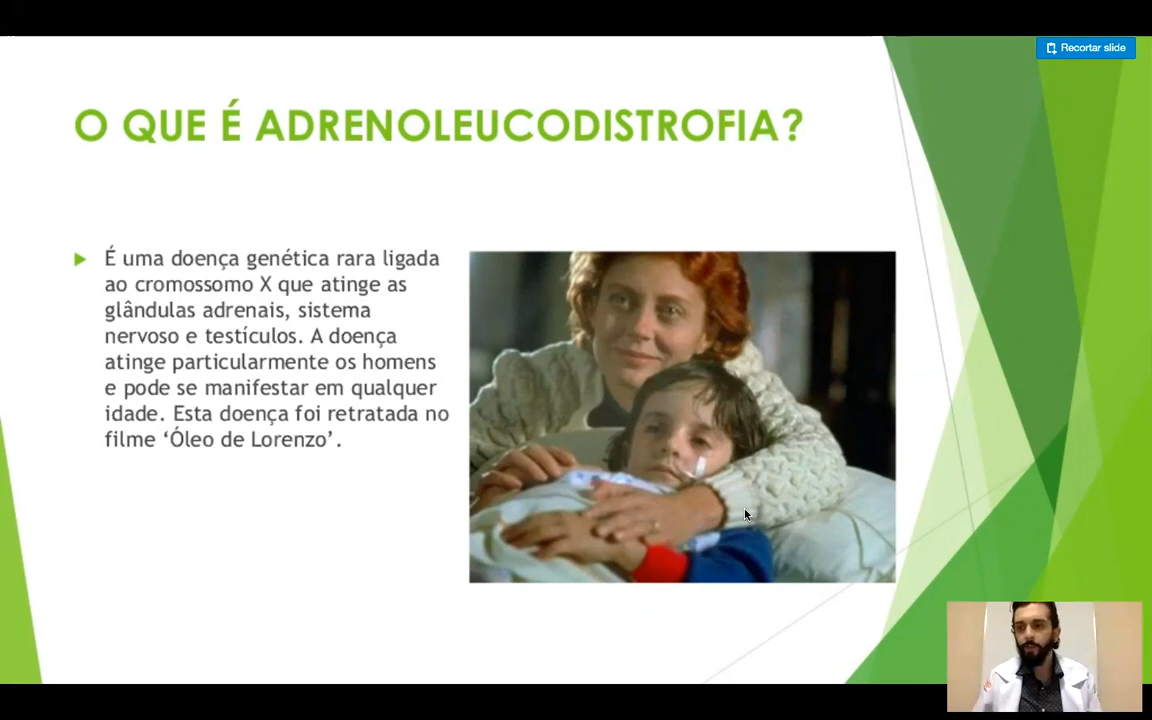 Recortar slide
O QUE É ADRENOLEUCODISTROFIA?
É uma doença genética rara ligada
ao cromossomo X que atinge as
glândulas adrenais, sistema
nervoso e testículos. A doença
atinge particularmente os homens
e pode se manifestar em qualquer
idade. Esta doença foi retratada no
filme ‘Óleo de Lorenzo’.